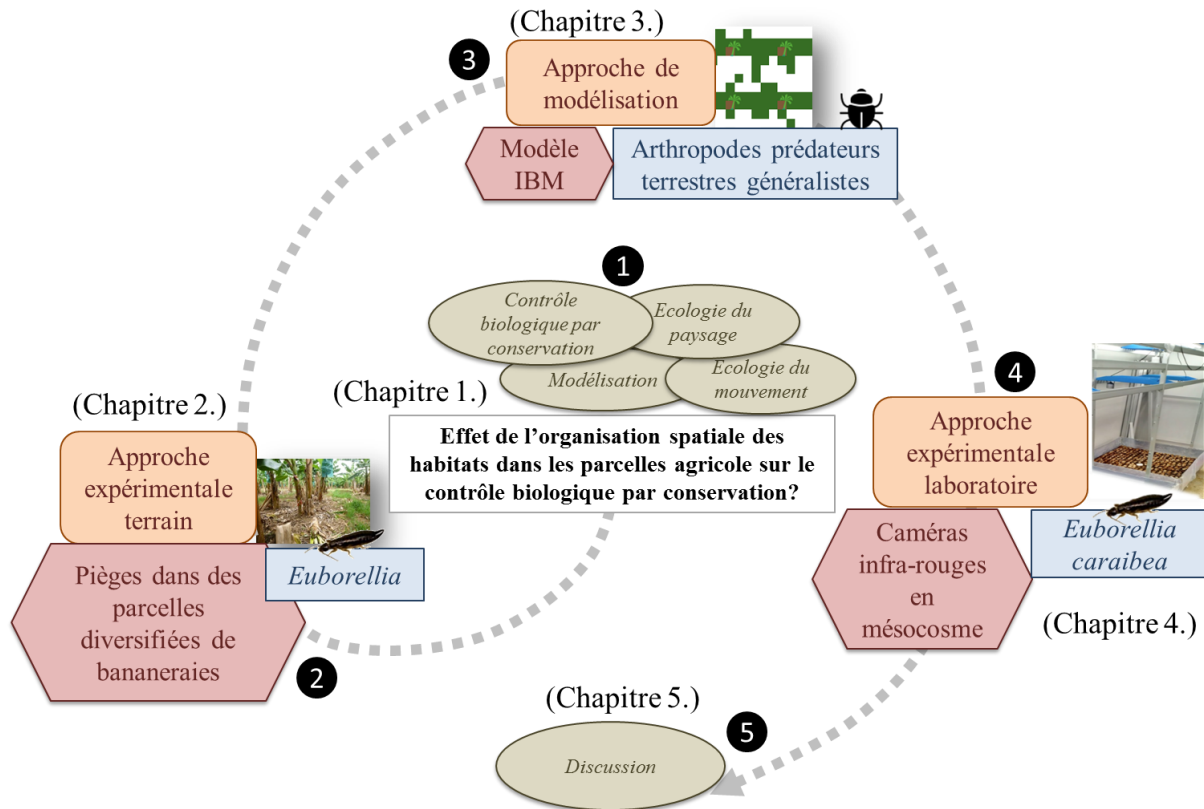 (Chapitre 3.)
3
Approche de
modélisation
Modèle
IBM
Arthropodes prédateurs
terrestres généralistes
1
Contrôle
biologique par
conservation
Ecologie du
paysage
Modélisation
Ecologie du
mouvement
(Chapitre 1.)
Effet de l’organisation spatiale des
habitats dans les parcelles agricole sur le
contrôle biologique par conservation?
(Chapitre 2.)
Approche
expérimentale
terrain
Euborellia
Pièges dans des
parcelles
diversifiées de
bananeraies
2
4
Approche
expérimentale
laboratoire
Caméras
infra-rouges
en
mésocosme
Euborellia
caraibea
(Chapitre 4.)
(Chapitre 5.)
5
Discussion